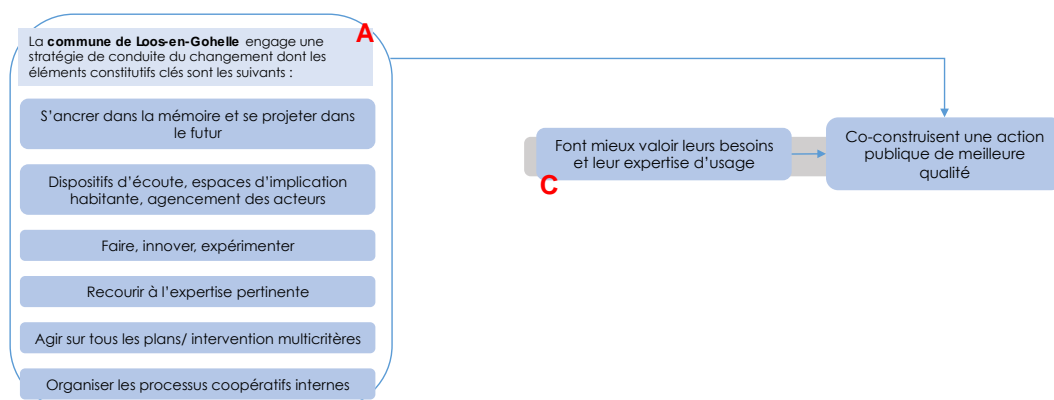 A
La commune de Loos-en-Gohelle engage une
stratégie de conduite du changement dont les
éléments constitutifs clés sont les suivants :
S’ancrer dans la mémoire et se projeter dans
le futur
Dispositifs d’écoute, espaces d’implication
habitante, agencement des acteurs
Faire, innover, expérimenter
Recourir à l’expertise pertinente
Agir sur tous les plans/ intervention multicritères
Organiser les processus coopératifs internes
Font mieux valoir leurs besoins
et leur expertise d’usage
C
Co-construisent une action
publique de meilleure
qualité